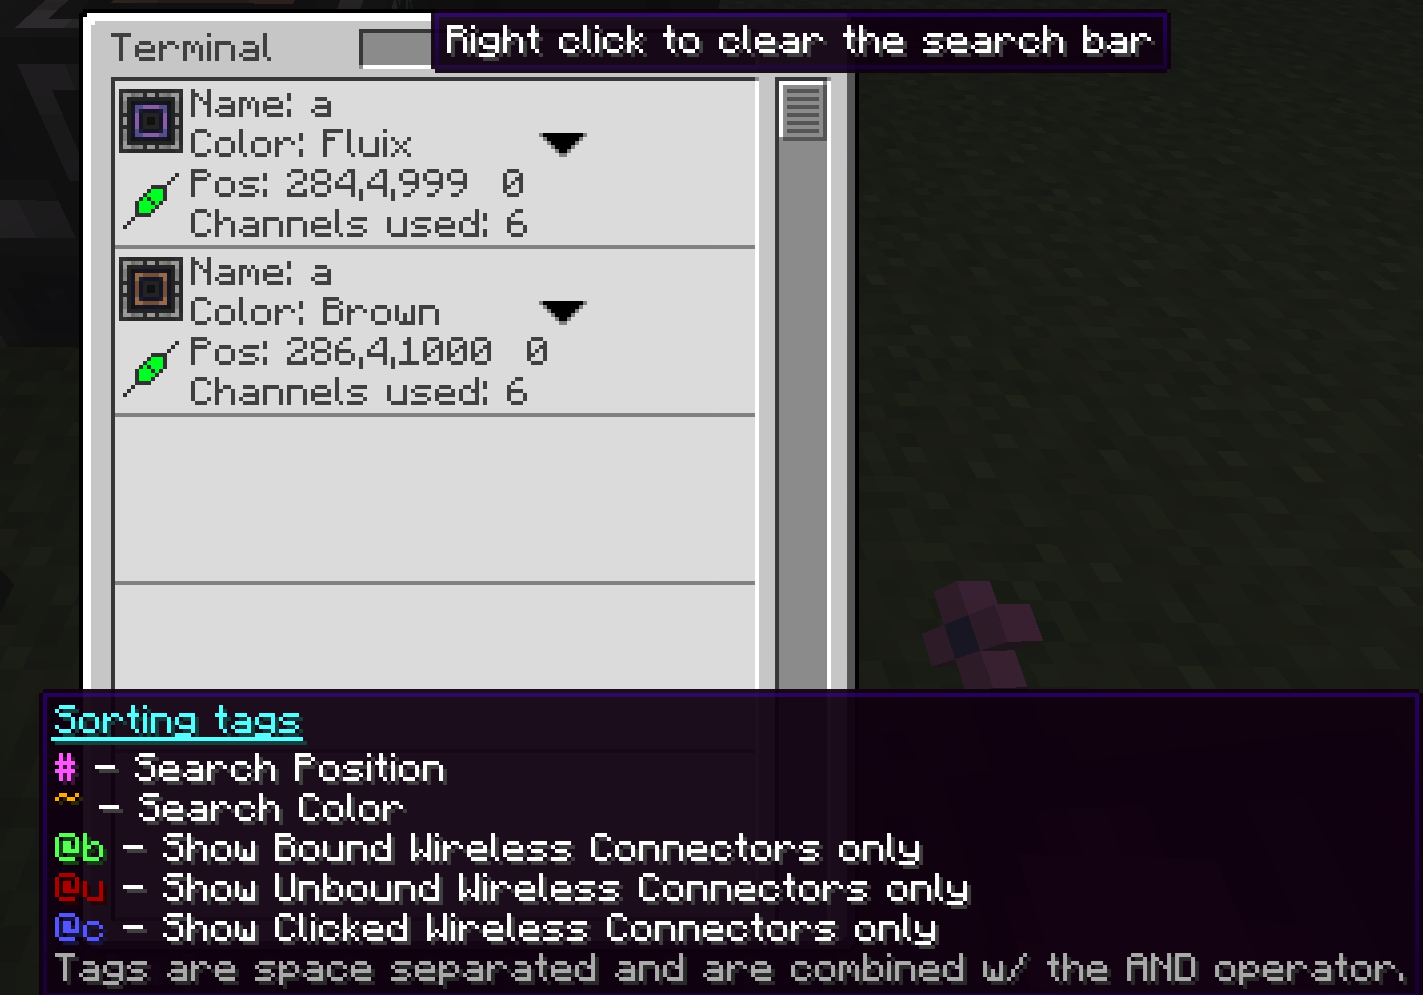 Terminal
Right click to clear the search bar
Name: a
Color: Fluix
Pos: 284,4,999 0
Channels used: 6
Name: a
Color: Brown
Pos: 286,4,1000 0
Channels used: 6
Sorting tags
# - Search Position
~ - Search Color
@b - Show Bound Wireless Connectors only
@u - Show Unbound Wireless Connectors only
@c - Show Clicked Wireless Connectors only
Tags are space separated and are combined w/ the AND operator.